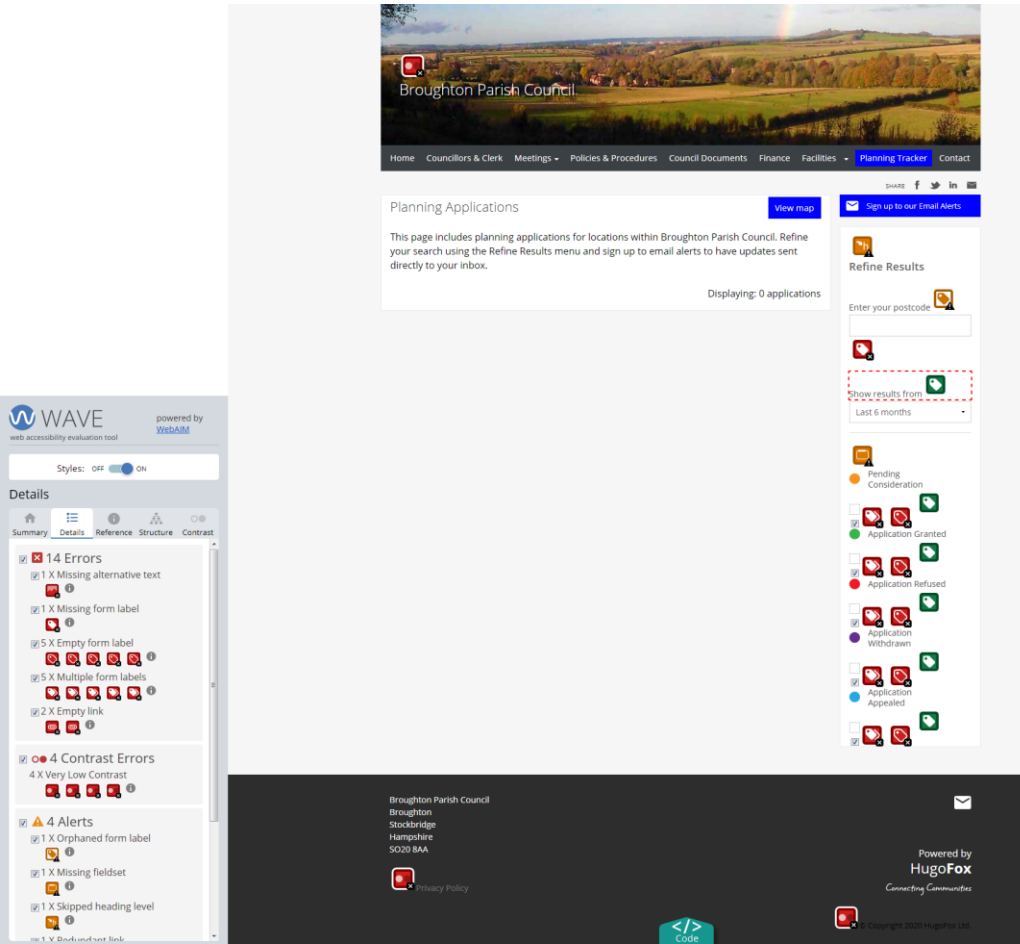 Broughton Parish Council
Home Councillors & Clerk Meetings Policies & Procedures Council Documents Finance Facilities Planning Tracker Contact
SHARE
Planning Applications
View map
This page includes planning applications for locations within Broughton Parish Council. Refine
your search using the Refine Results menu and sign up to email alerts to have updates sent
directly to your inbox.
Displaying: 0 applications
Sign up to our Email Alerts
Refine Results
Enter your postcode
Show results from
Last 6 months
Pending
Consideration
Application Granted
Application Refused
Application
Withdrawn
Application
Appealed
WAVE
web accessibility evaluation tool
powered by
WebAIM
Styles: OFF ON
Details
Summary Details Reference Structure Contrast
14 Errors
1 X Missing alternative text
1 X Missing form label
5 X Empty form label
5 X Multiple form labels
2 X Empty link
4 Contrast Errors
4 X Very Low Contrast
4 Alerts
1 X Orphaned form label
1 X Missing fieldset
1 X Skipped heading level
1 X Redundant link
Broughton Parish Council
Broughton
Stockbridge
Hampshire
SO20 8AA
Privacy Policy
Powered by
HugoFox
Connecting Communities
© Copyright 2020 HugoFox Ltd.
</> 
Code